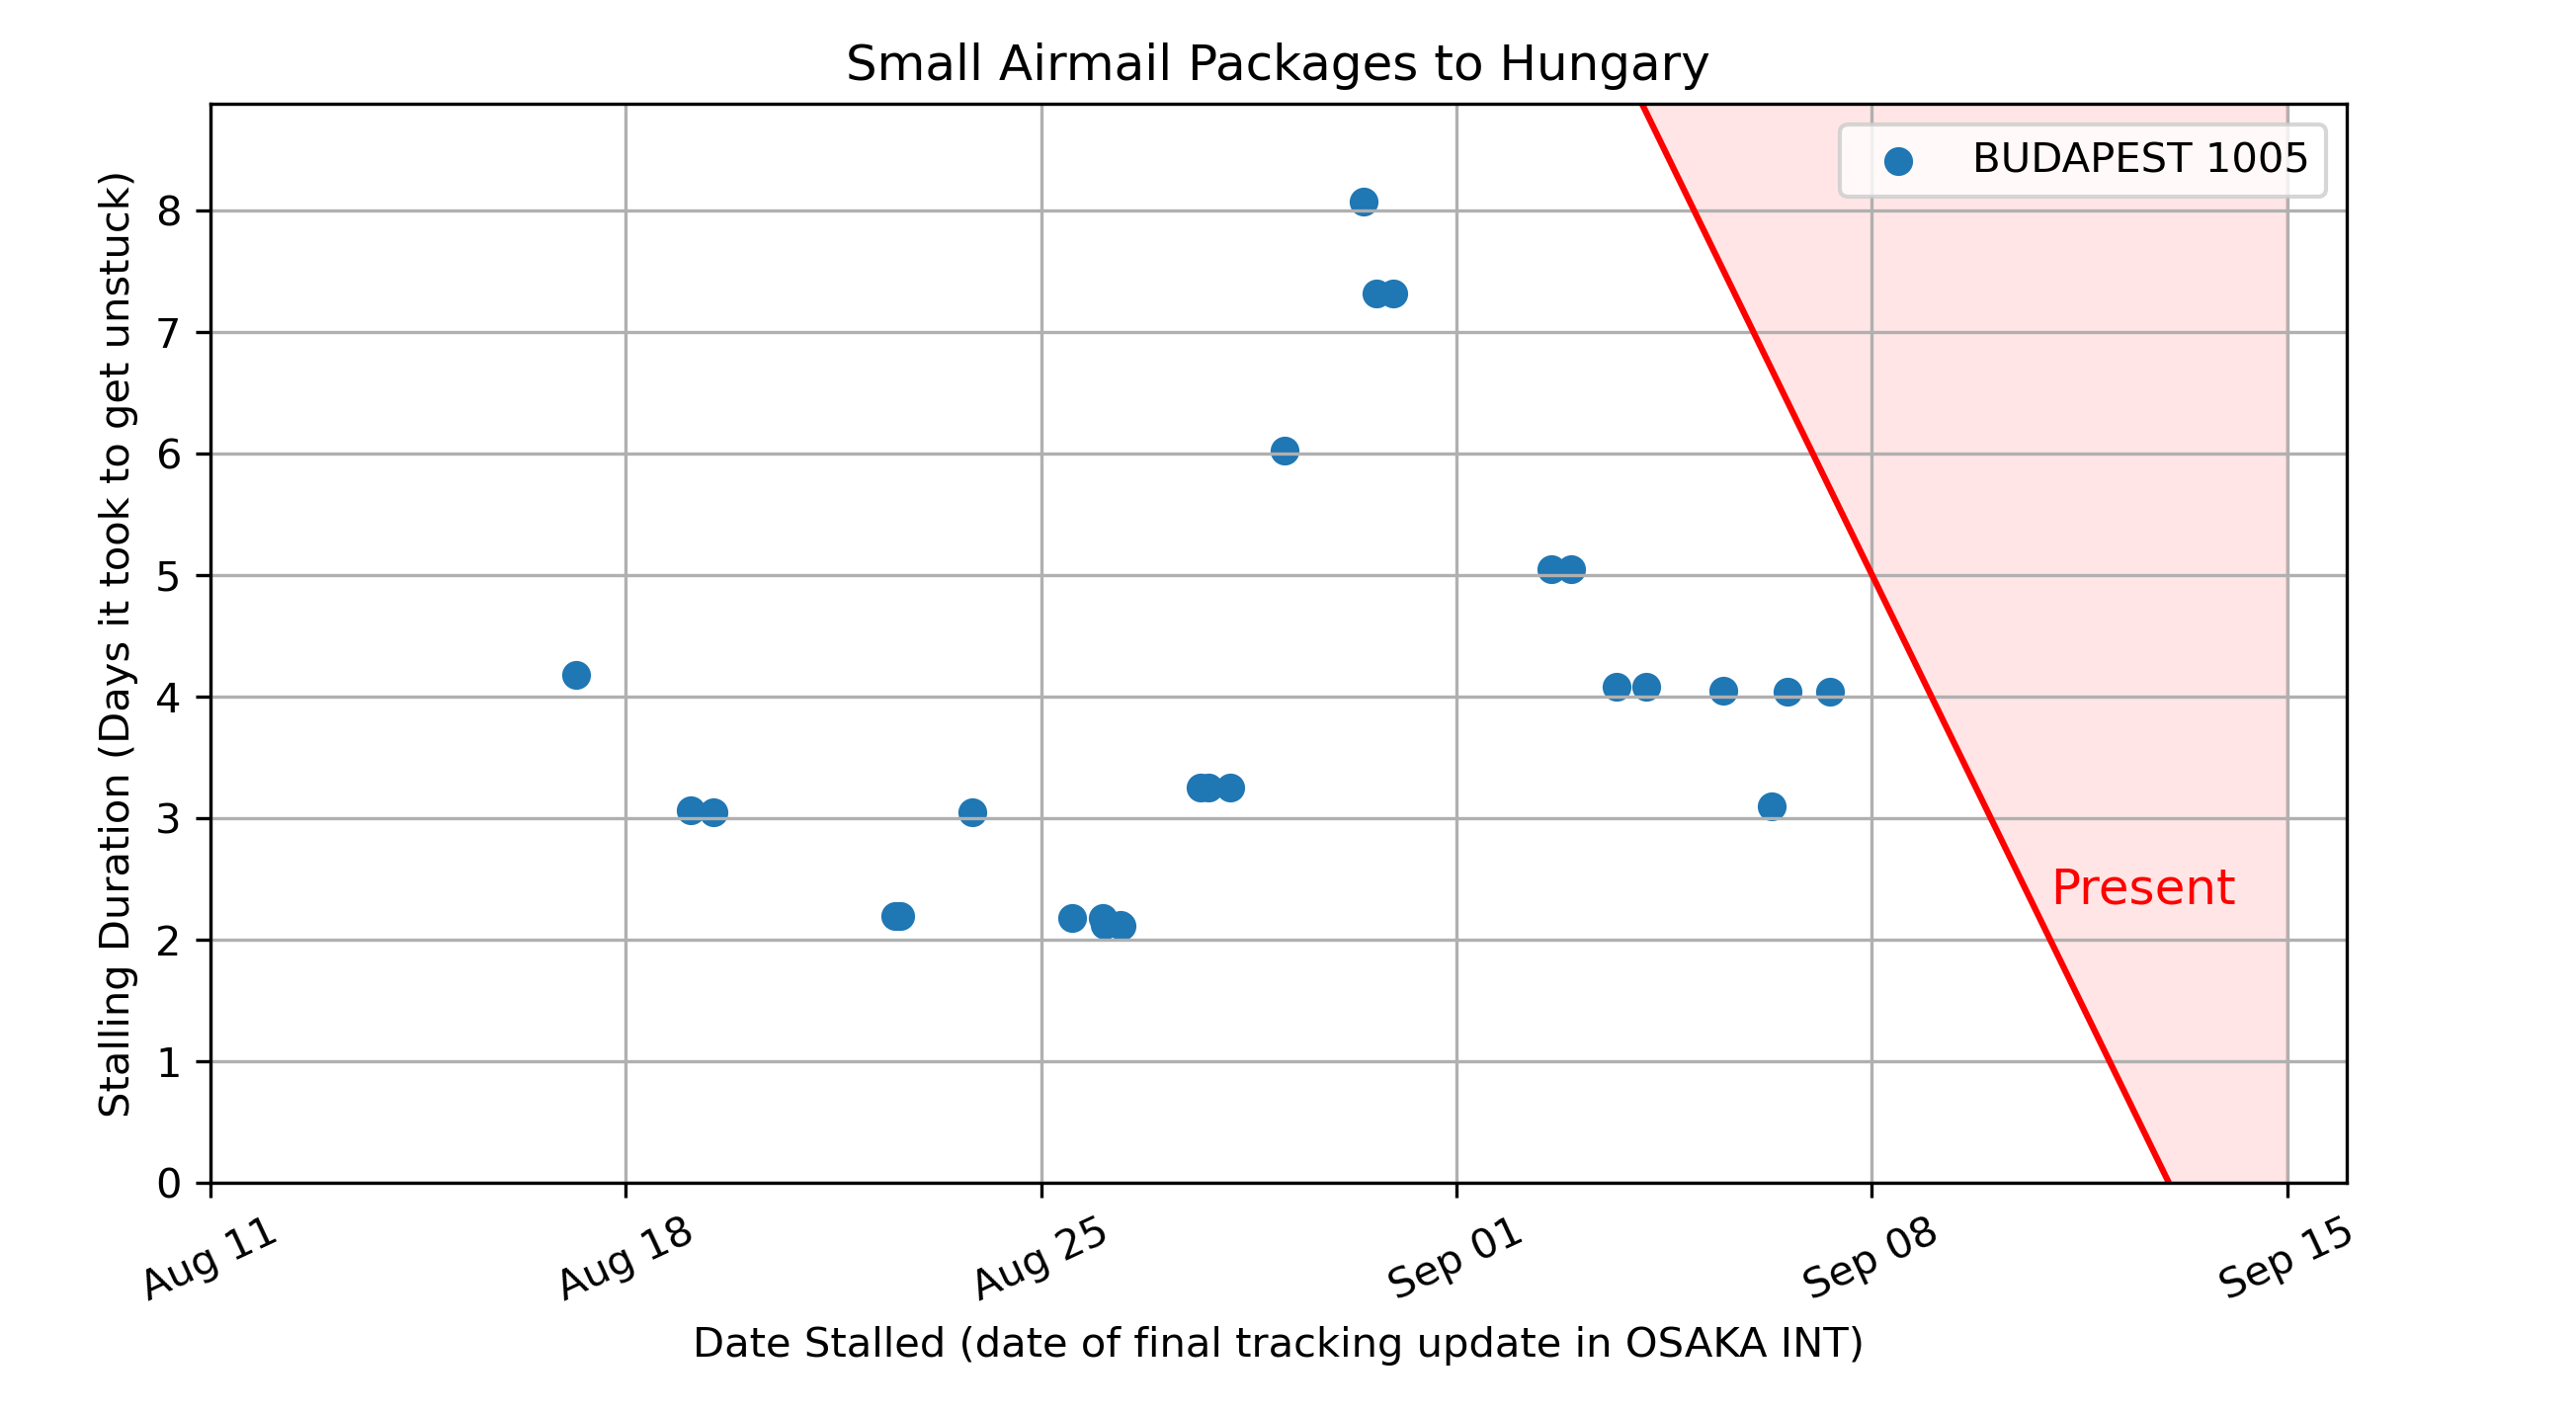 Small Airmail Packages to Hungary
BUDAPEST 1005
Stalling Duration (Days it took to get unstuck)
8
7
6
5
4
3
2
1
0
Present
Aug 11
Aug 18
Aug 25
Sep 01
Sep 08
Sep 15
Date Stalled (date of final tracking update in OSAKA INT)